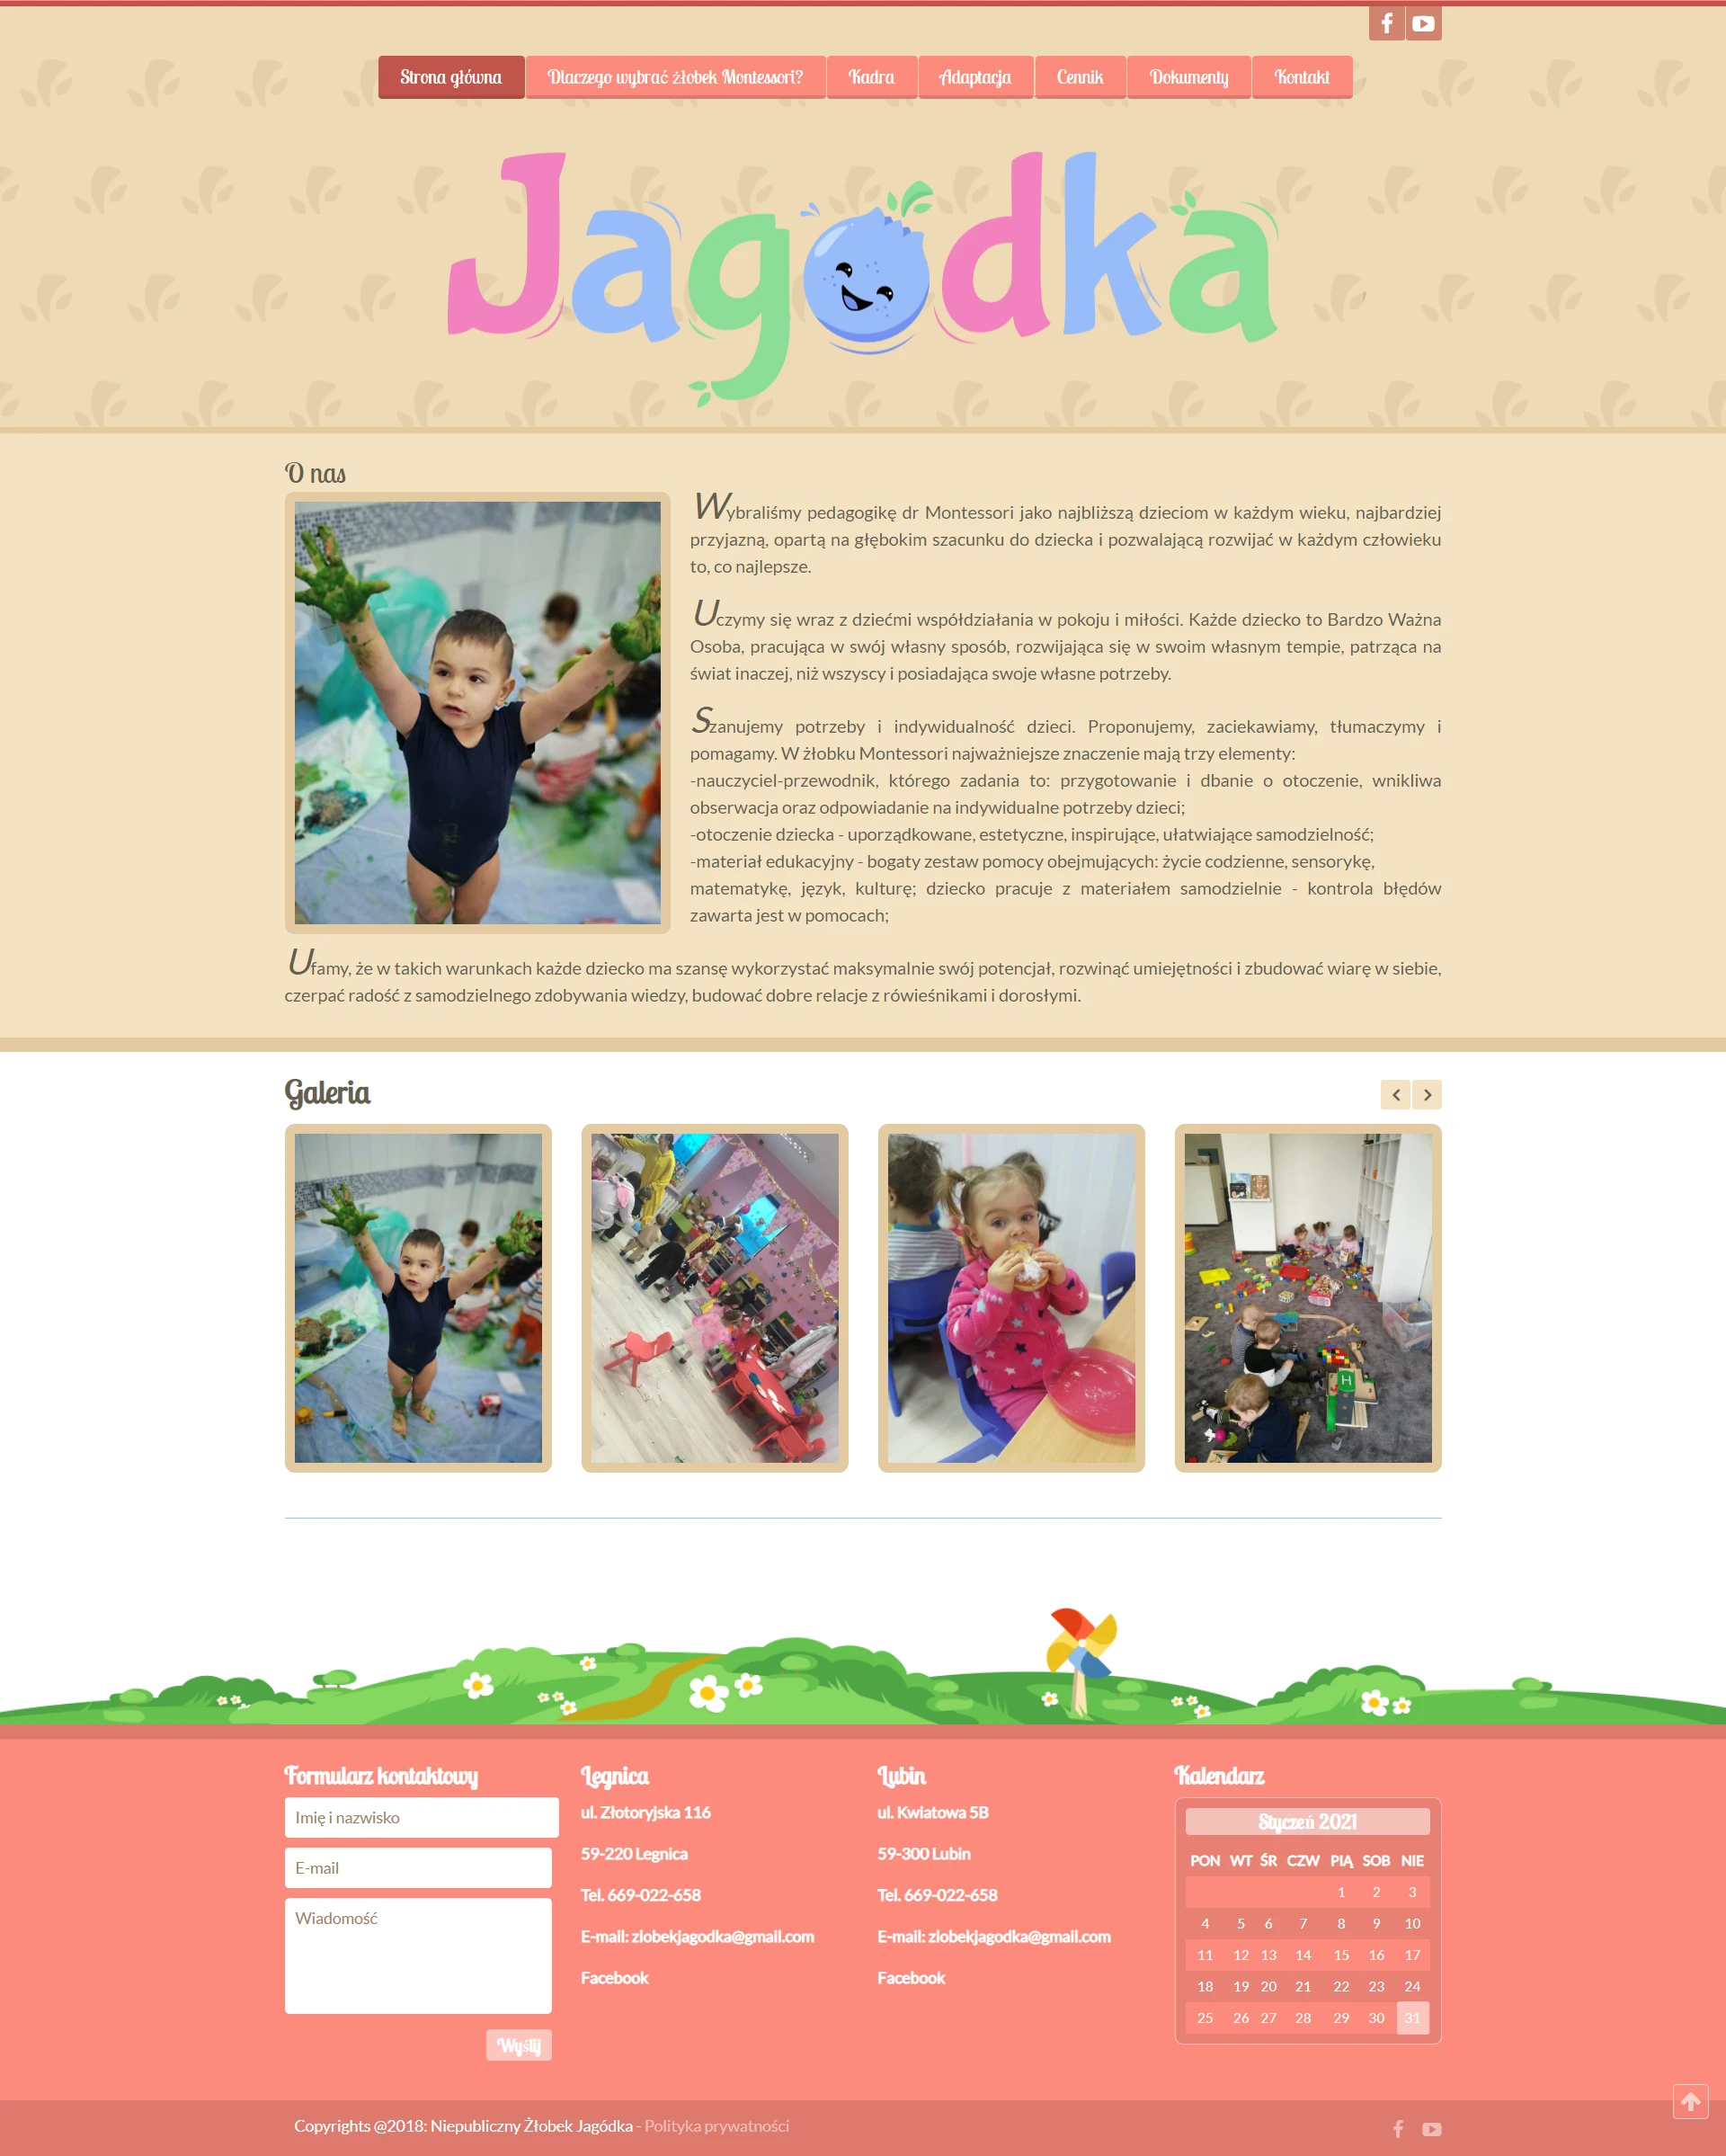 Strona główna
Dlaczego wybrać żłobek Montessori?
Kadra
Adaptacja
Cennik
Dokumenty
Kontakt
Jagodka
O nas
Wybraliśmy pedagogikę dr Montessori jako najbliższą dzieciom w każdym wieku, najbardziej
przyjazną, opartą na głębokim szacunku do dziecka i pozwalającą rozwijać w każdym człowieku
to, co najlepsze.
Uczymy się wraz z dziećmi współdziałania w pokoju i miłości. Każde dziecko to Bardzo Ważna
Osoba, pracująca w swój własny sposób, rozwijająca się w swoim własnym tempie, patrząca na
świat inaczej, niż wszyscy i posiadająca swoje własne potrzeby.
Szanujemy potrzeby i indywidualność dzieci. Proponujemy, zaciekawiamy, tłumaczymy i
pomagamy. W żłobku Montessori najważniejsze znaczenie mają trzy elementy:
-nauczyciel-przewodnik, którego zadania to: przygotowanie i dbanie o otoczenie, wnikliwa
obserwacja oraz odpowiadanie na indywidualne potrzeby dzieci;
-otoczenie dziecka - uporządkowane, estetyczne, inspirujące, ułatwiające samodzielność;
-materiał edukacyjny - bogaty zestaw pomocy obejmujących: życie codzienne, sensorykę,
matematykę, język, kulturę; dziecko pracuje z materiałem samodzielnie - kontrola błędów
zawarta jest w pomocach;
Ufamy, że w takich warunkach każde dziecko ma szansę wykorzystać maksymalnie swój potencjał, rozwinąć umiejętności i zbudować wiarę w siebie,
czerpać radość z samodzielnego zdobywania wiedzy, budować dobre relacje z rówieśnikami i dorosłymi.
Galeria
H
Formularz kontaktowy
Imię i nazwisko
E-mail
Wiadomość
Wyślij
Legnica
ul. Złotoryjska 116
59-220 Legnica
Tel. 669-022-658
E-mail: zlobekjagodka@gmail.com
Facebook
Lubin
ul. Kwiatowa 5B
59-300 Lubin
Tel. 669-022-658
E-mail: zlobekjagodka@gmail.com
Facebook
Kalendarz
Styczeń 2021
PON WT ŚR CZW PIĄ SOB NIE
1 2 3
4 5 6 7 8 9 10
11 12 13 14 15 16 17
18 19 20 21 22 23 24
25 26 27 28 29 30 31
Copyrights @2018: Niepubliczny Żłobek Jagódka - Polityka prywatności